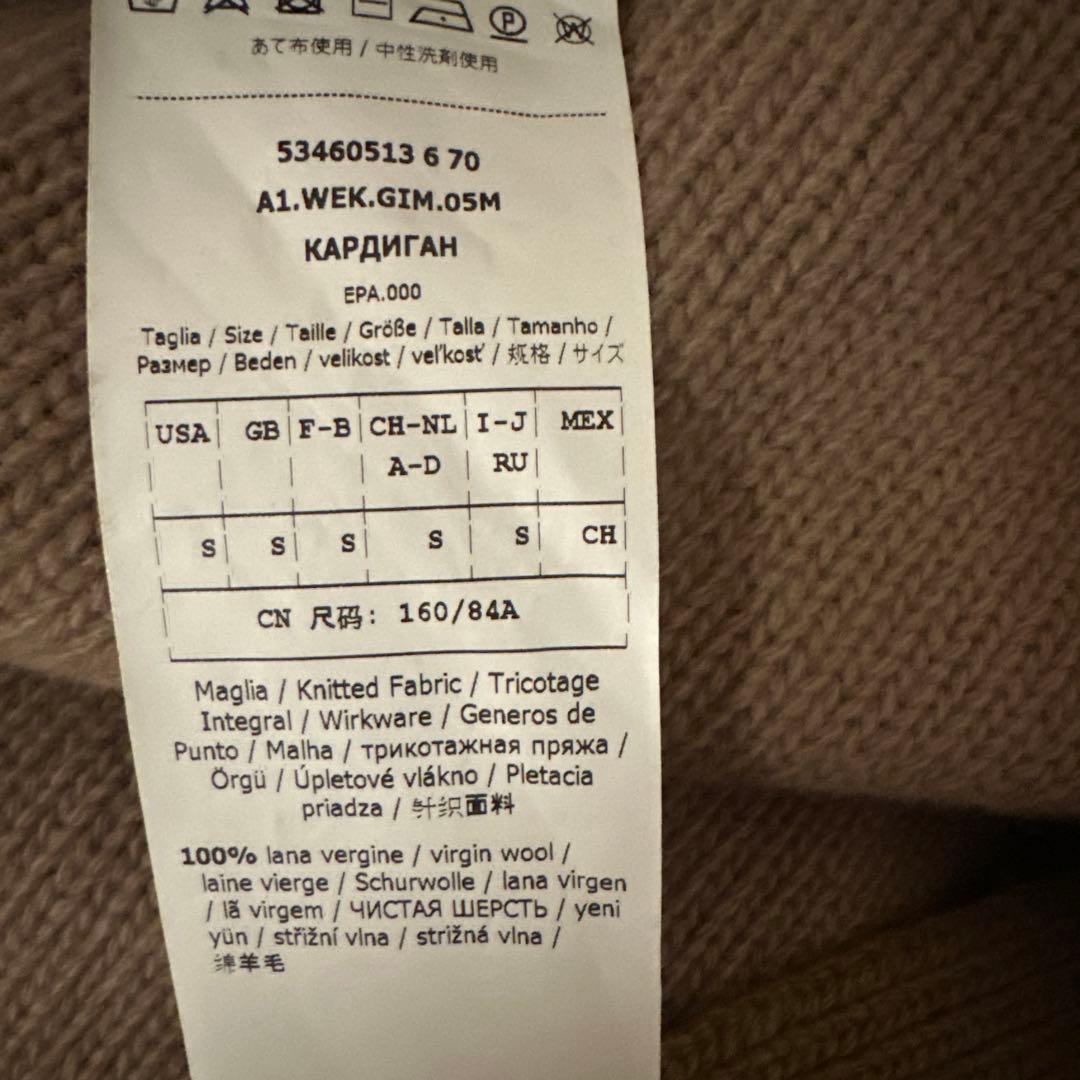 あて布使用 / 中性洗剤使用
53460513 6 70
A1.WEK.GIM.05M
КАРДИГАН
EPA.000
Taglia / Size / Taille / Größe / Talla / Tamanho /
Размер / Beden / velikost / veľkosť / 规格 / サイズ
USA GB F-B CH-NL I-J MEX
A-D RU
S S S S S CH
CN 尺码: 160/84A
Maglia / Knitted Fabric / Tricotage
Integral / Wirkware / Generos de
Punto / Malha / трикотажная пряжа /
Örgü / Úpletové vlákno / Pletacia
priadza / 针织面料
100% lana vergine / virgin wool /
laine vierge / Schurwolle / lana virgen
/ lã virgem / ЧИСТАЯ ШЕРСТЬ / yeni
yün / střižní vlna / strižná vlna /
绵羊毛